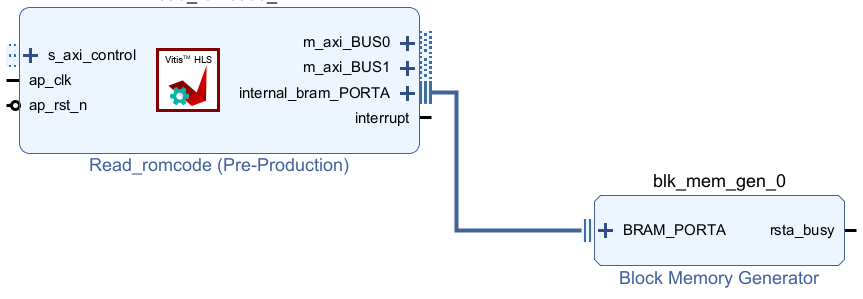 s_axi_control
ap_clk
ap_rst_n
Vitis™ HLS
m_axi_BUS0
m_axi_BUS1
internal_bram_PORTA
interrupt
Read_romcode (Pre-Production)
blk_mem_gen_0
BRAM_PORTA
rsta_busy
Block Memory Generator